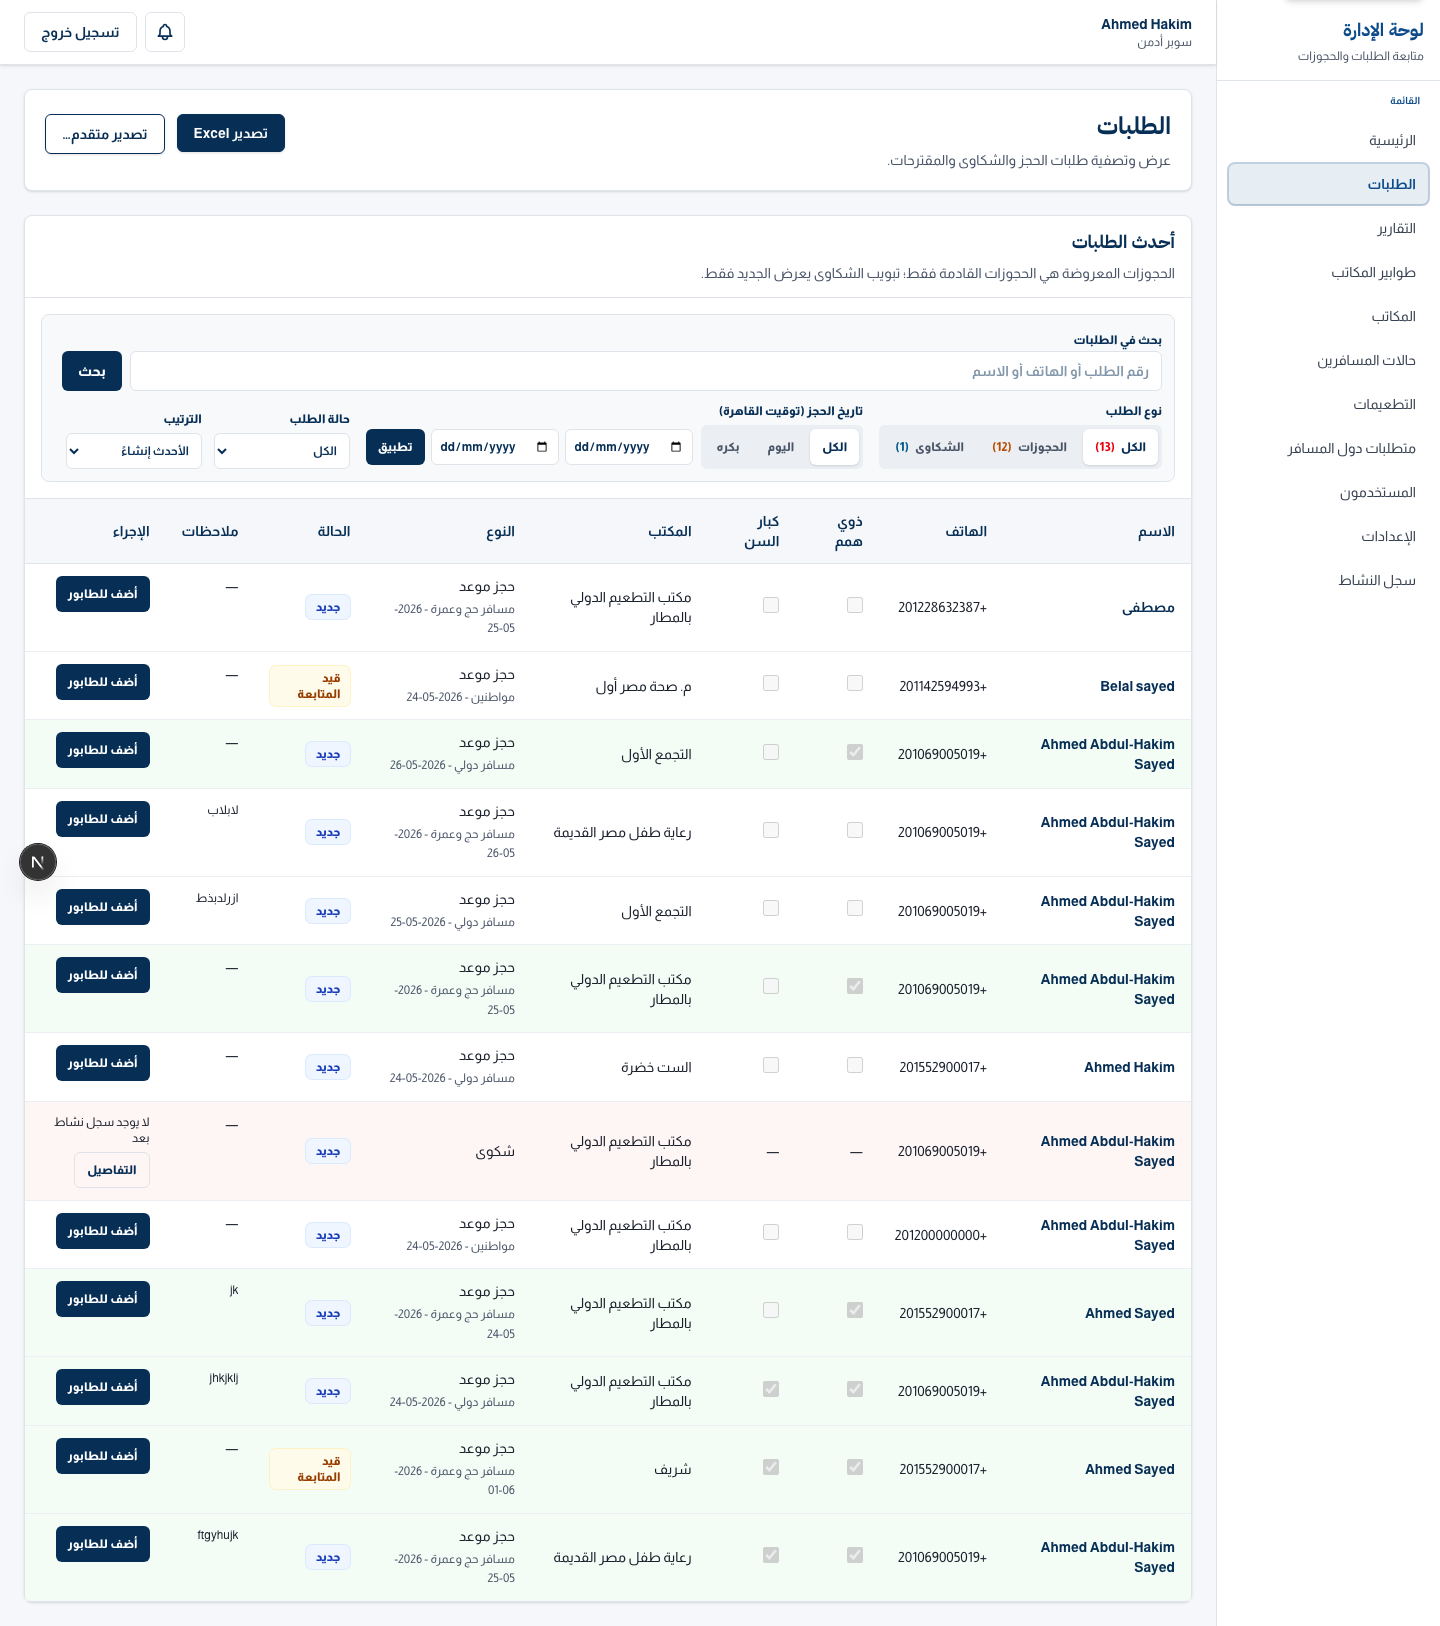 لوحة الإدارة
متابعة الطلبات والحجوزات
القائمة
الرئيسية
الطلبات
التقارير
طوابير المكاتب
المكاتب
حالات المسافرين
التطعيمات
متطلبات دول المسافر
المستخدمون
الإعدادات
سجل النشاط
Ahmed Hakim
سوبر أدمن
تسجيل خروج
الطلبات
عرض وتصفية طلبات الحجز والشكاوى والمقترحات.
تصدير Excel
تصدير متقدم...
أحدث الطلبات
الحجوزات المعروضة هي الحجوزات القادمة فقط؛ تبويب الشكاوى يعرض الجديد فقط.
بحث في الطلبات
رقم الطلب أو الهاتف أو الاسم
بحث
نوع الطلب
الكل (13) الحجوزات (12) الشكاوى (1)
تاريخ الحجز (توقيت القاهرة)
الكل اليوم بكره
dd/mm/yyyy
dd/mm/yyyy
تطبيق
حالة الطلب
الكل
الترتيب
الأحدث إنشاءً
الاسم الهاتف ذوي همم كبار السن المكتب النوع الحالة ملاحظات الإجراء
مصطفى +201228632387 مكتب التطعيم الدولي بالمطار حجز موعد جديد — أضف للطابور
مسافر حج وعمرة - 2026-05-25
Belal sayed +201142594993 م. صحة مصر أول حجز موعد قيد المتابعة — أضف للطابور
مواطنين - 2026-05-24
Ahmed Abdul-Hakim Sayed +201069005019 التجمع الأول حجز موعد جديد — أضف للطابور
مسافر دولي - 2026-05-26
Ahmed Abdul-Hakim Sayed +201069005019 رعاية طفل مصر القديمة حجز موعد جديد لابلاب أضف للطابور
مسافر حج وعمرة - 2026-05-26
Ahmed Abdul-Hakim Sayed +201069005019 التجمع الأول حجز موعد جديد ازرلدبذط أضف للطابور
مسافر دولي - 2026-05-25
Ahmed Abdul-Hakim Sayed +201069005019 مكتب التطعيم الدولي بالمطار حجز موعد جديد — أضف للطابور
مسافر حج وعمرة - 2026-05-25
Ahmed Hakim +201552900017 الست خضرة حجز موعد جديد — أضف للطابور
مسافر دولي - 2026-05-24
Ahmed Abdul-Hakim Sayed +201069005019 — — مكتب التطعيم الدولي بالمطار شكوى جديد — لا يوجد سجل نشاط بعد
التفاصيل
Ahmed Abdul-Hakim Sayed +201200000000 مكتب التطعيم الدولي بالمطار حجز موعد جديد — أضف للطابور
مواطنين - 2026-05-24
Ahmed Sayed +201552900017 مكتب التطعيم الدولي بالمطار حجز موعد جديد jk أضف للطابور
مسافر حج وعمرة - 2026-05-24
Ahmed Abdul-Hakim Sayed +201069005019 مكتب التطعيم الدولي بالمطار حجز موعد جديد jhkjklj أضف للطابور
مسافر دولي - 2026-05-24
Ahmed Sayed +201552900017 شريف حجز موعد قيد المتابعة — أضف للطابور
مسافر حج وعمرة - 2026-06-01
Ahmed Abdul-Hakim Sayed +201069005019 رعاية طفل مصر القديمة حجز موعد جديد ftgyhujk أضف للطابور
مسافر حج وعمرة - 2026-05-25
N